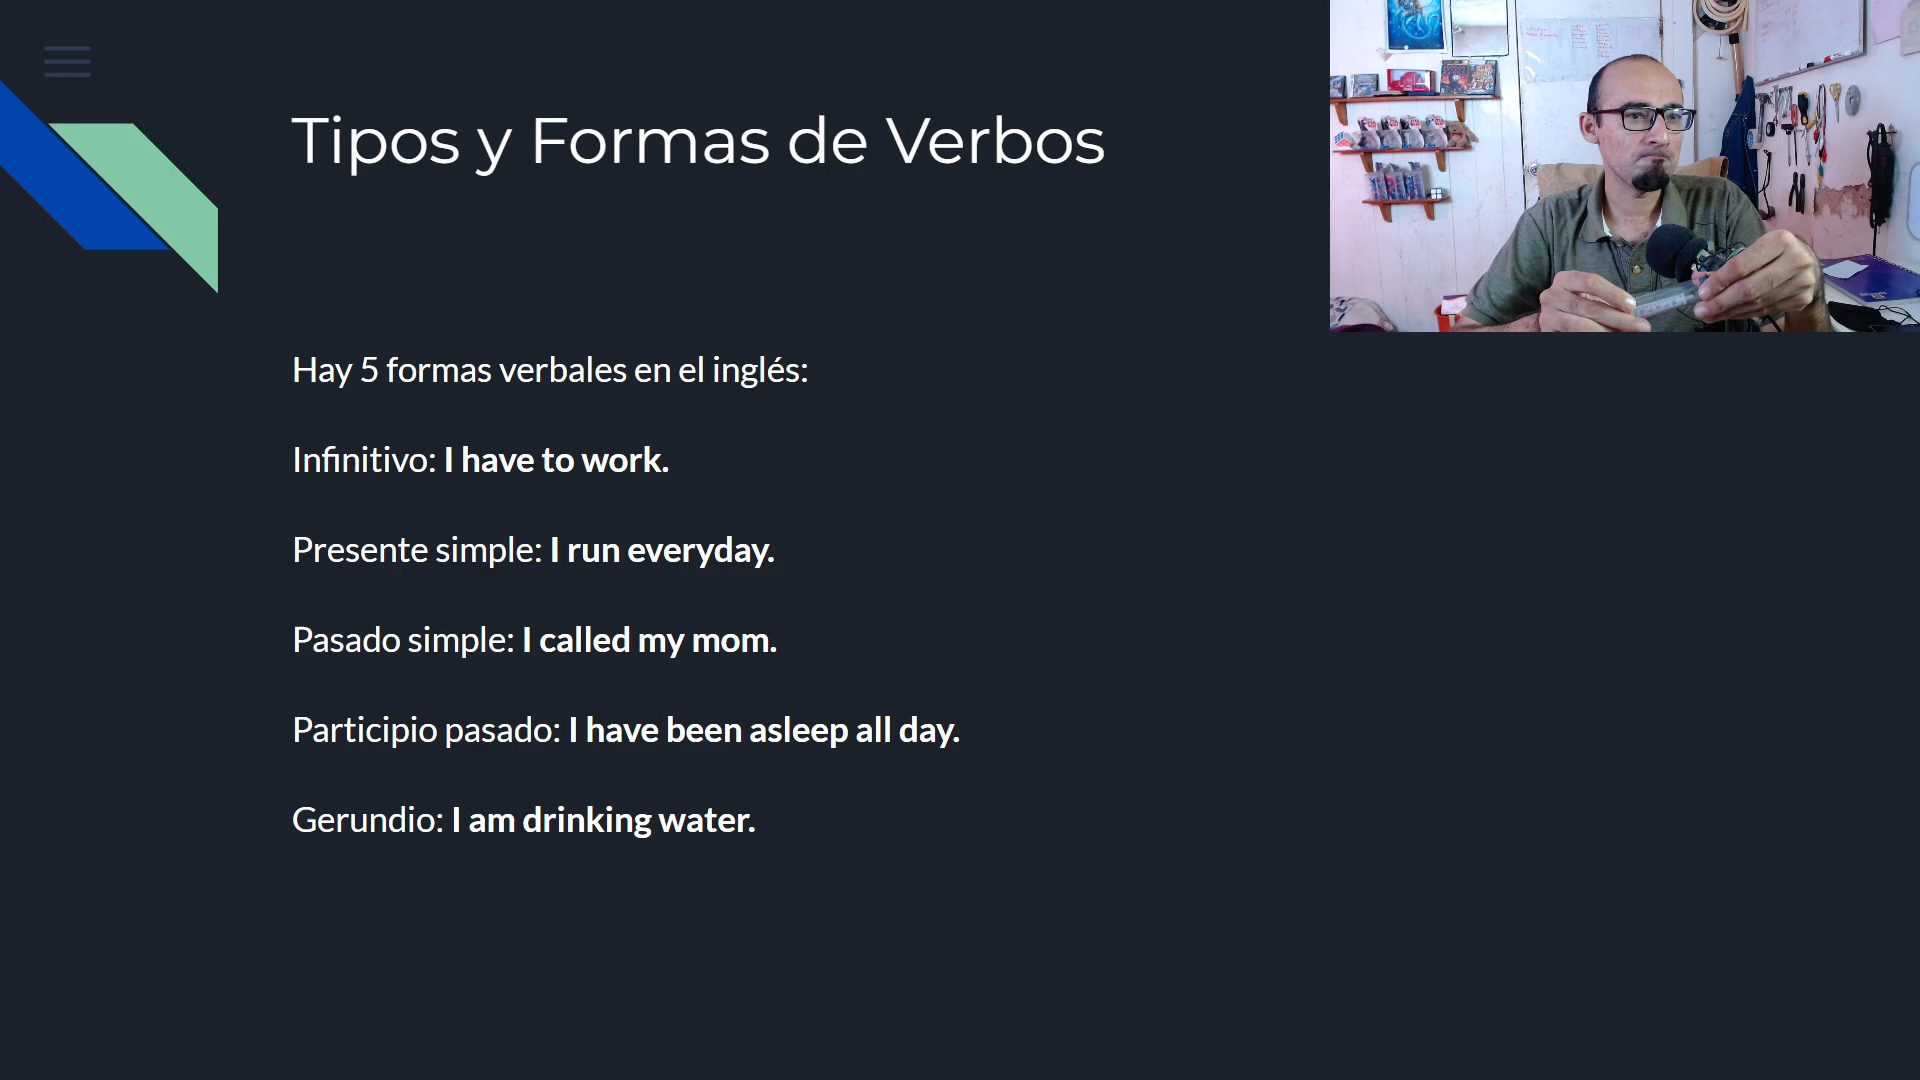 Tipos y Formas de Verbos
Hay 5 formas verbales en el inglés:
Infinitivo: I have to work.
Presente simple: I run everyday.
Pasado simple: I called my mom.
Participio pasado: I have been asleep all day.
Gerundio: I am drinking water.